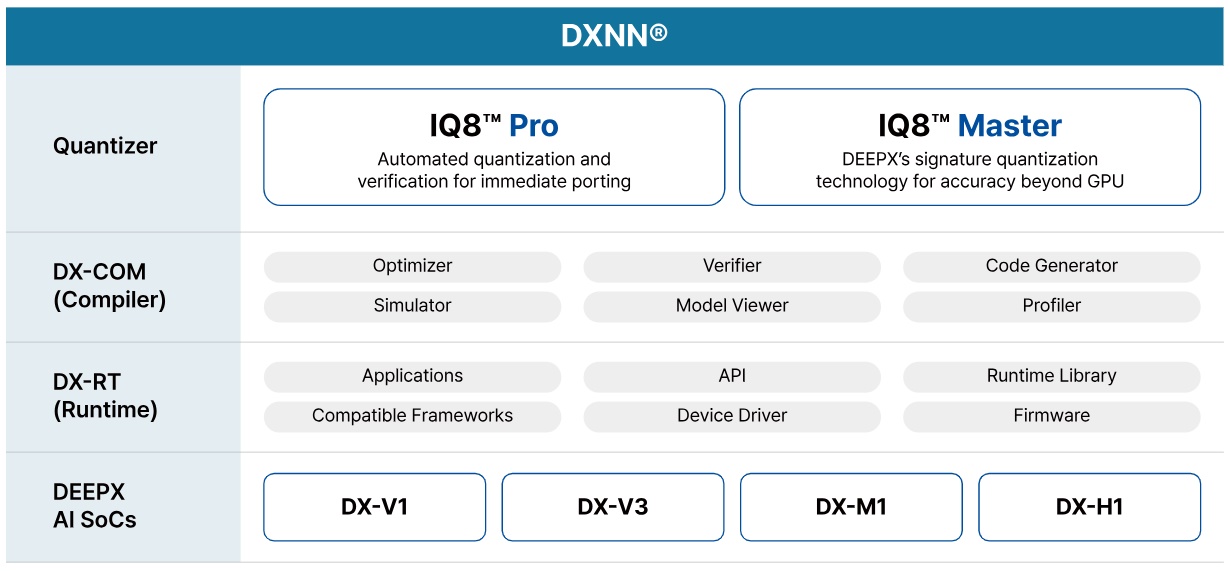 DXNN®
Quantizer
IQ8™ Pro
Automated quantization and
verification for immediate porting
IQ8™ Master
DEEPX’s signature quantization
technology for accuracy beyond GPU
DX-COM
(Compiler)
Optimizer
Verifier
Code Generator
Simulator
Model Viewer
Profiler
DX-RT
(Runtime)
Applications
API
Runtime Library
Compatible Frameworks
Device Driver
Firmware
DEEPX
AI SoCs
DX-V1
DX-V3
DX-M1
DX-H1